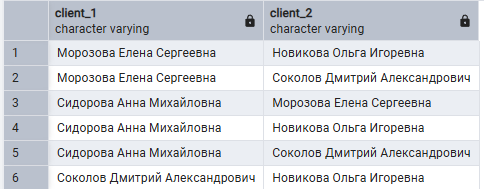 client_1 client_2
character varying character varying
1 Морозова Елена Сергеевна Новикова Ольга Игоревна
2 Морозова Елена Сергеевна Соколов Дмитрий Александрович
3 Сидорова Анна Михайловна Морозова Елена Сергеевна
4 Сидорова Анна Михайловна Новикова Ольга Игоревна
5 Сидорова Анна Михайловна Соколов Дмитрий Александрович
6 Соколов Дмитрий Александрович Новикова Ольга Игоревна